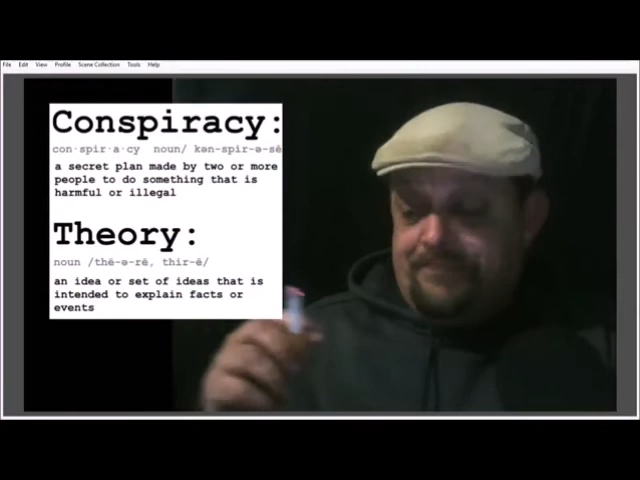 File Edit View Profile Scene Collection Tools Help
Conspiracy:
con·spir·a·cy noun/ kən-spir-ə-sē
a secret plan made by two or more
people to do something that is
harmful or illegal
Theory:
noun /thē-ə-rē, thir-ē/
an idea or set of ideas that is
intended to explain facts or
events